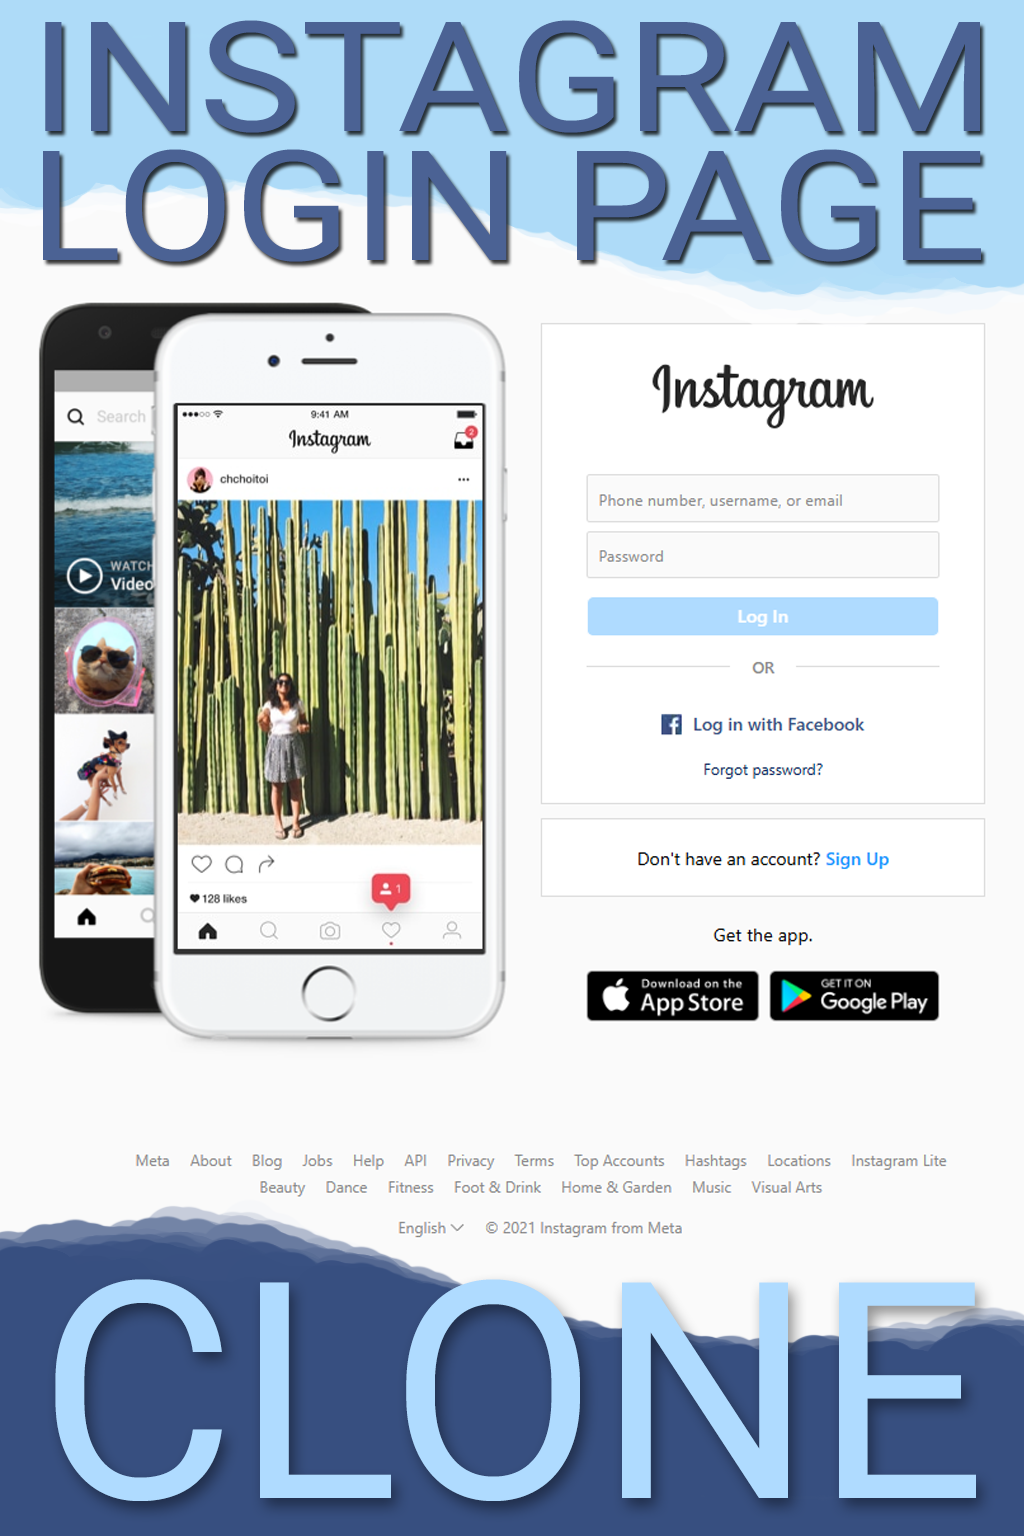 INSTAGRAM
LOGIN PAGE
Search
WATCH
Video
9:41 AM
Instagram
2
chchoitoi
128 likes
1
Instagram
Phone number, username, or email
Password
Log In
OR
Log in with Facebook
Forgot password?
Don't have an account? Sign Up
Get the app.
Download on the
App Store
GET IT ON
Google Play
Meta About Blog Jobs Help API Privacy Terms Top Accounts Hashtags Locations Instagram Lite
Beauty Dance Fitness Foot & Drink Home & Garden Music Visual Arts
English © 2021 Instagram from Meta
CLONE